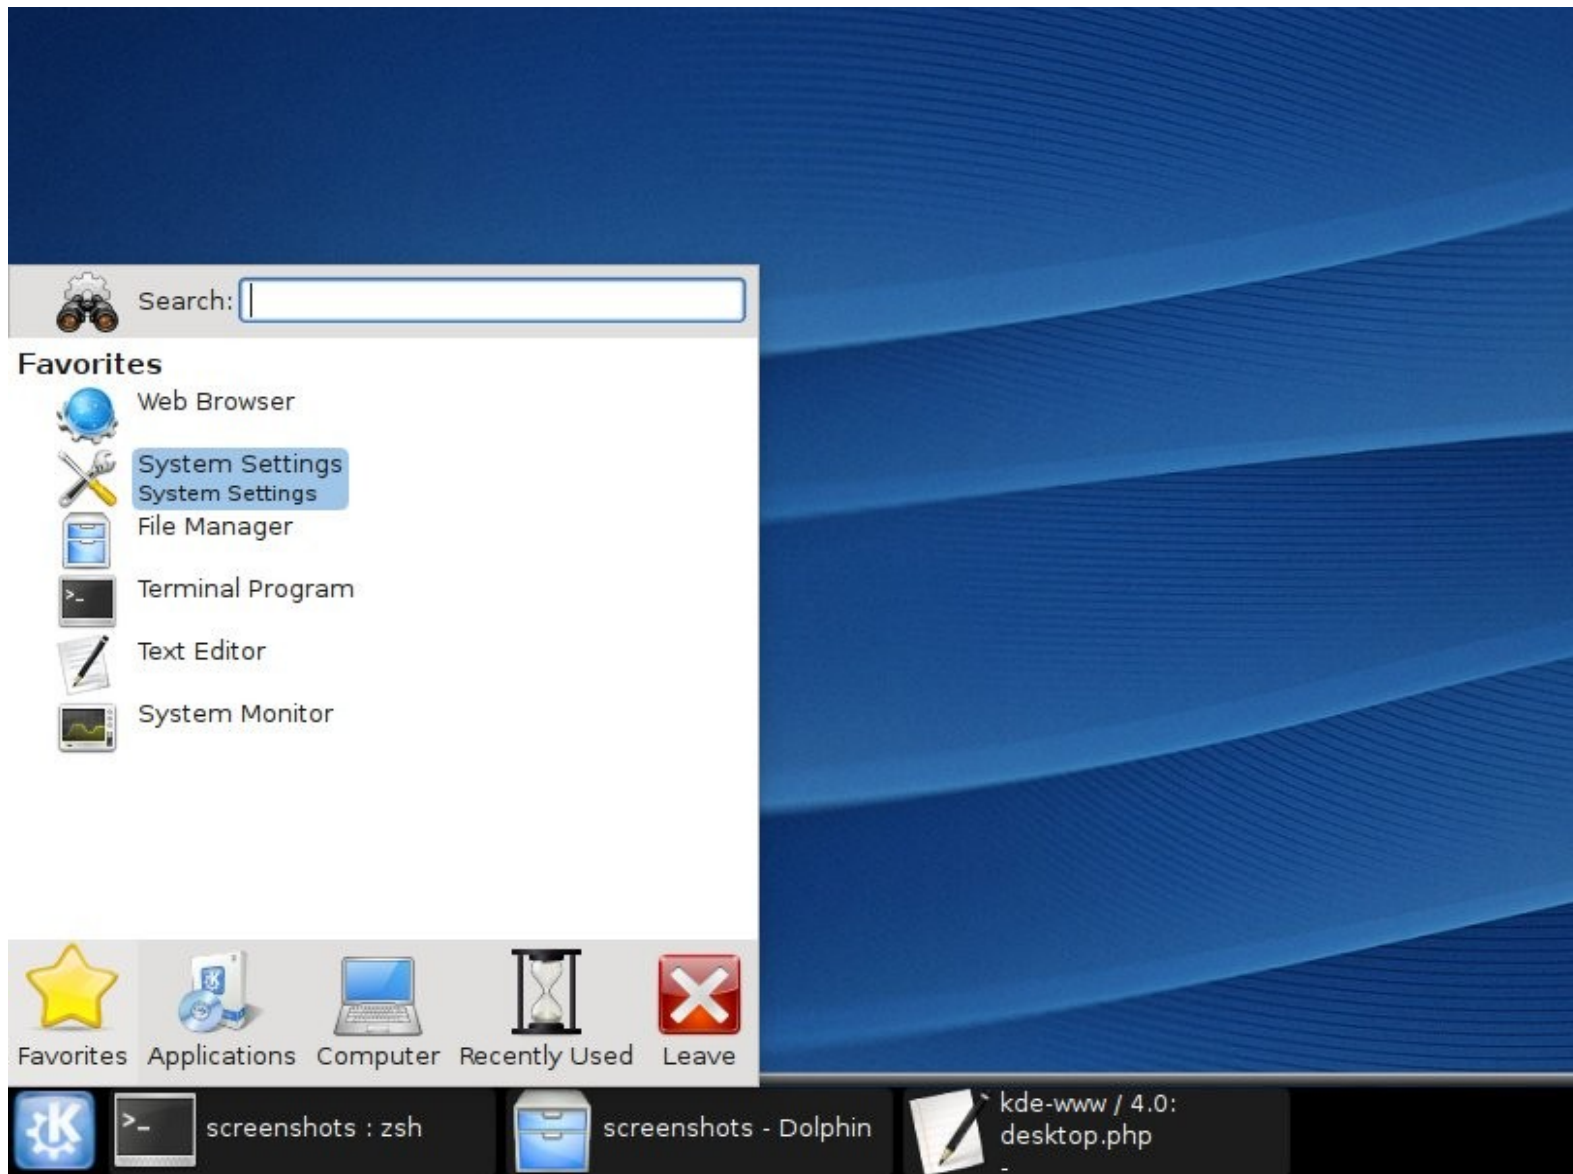 Search:
Favorites
Web Browser
System Settings
System Settings
File Manager
Terminal Program
Text Editor
System Monitor
Favorites Applications Computer Recently Used Leave
screenshots : zsh
screenshots - Dolphin
kde-www / 4.0:
desktop.php
-